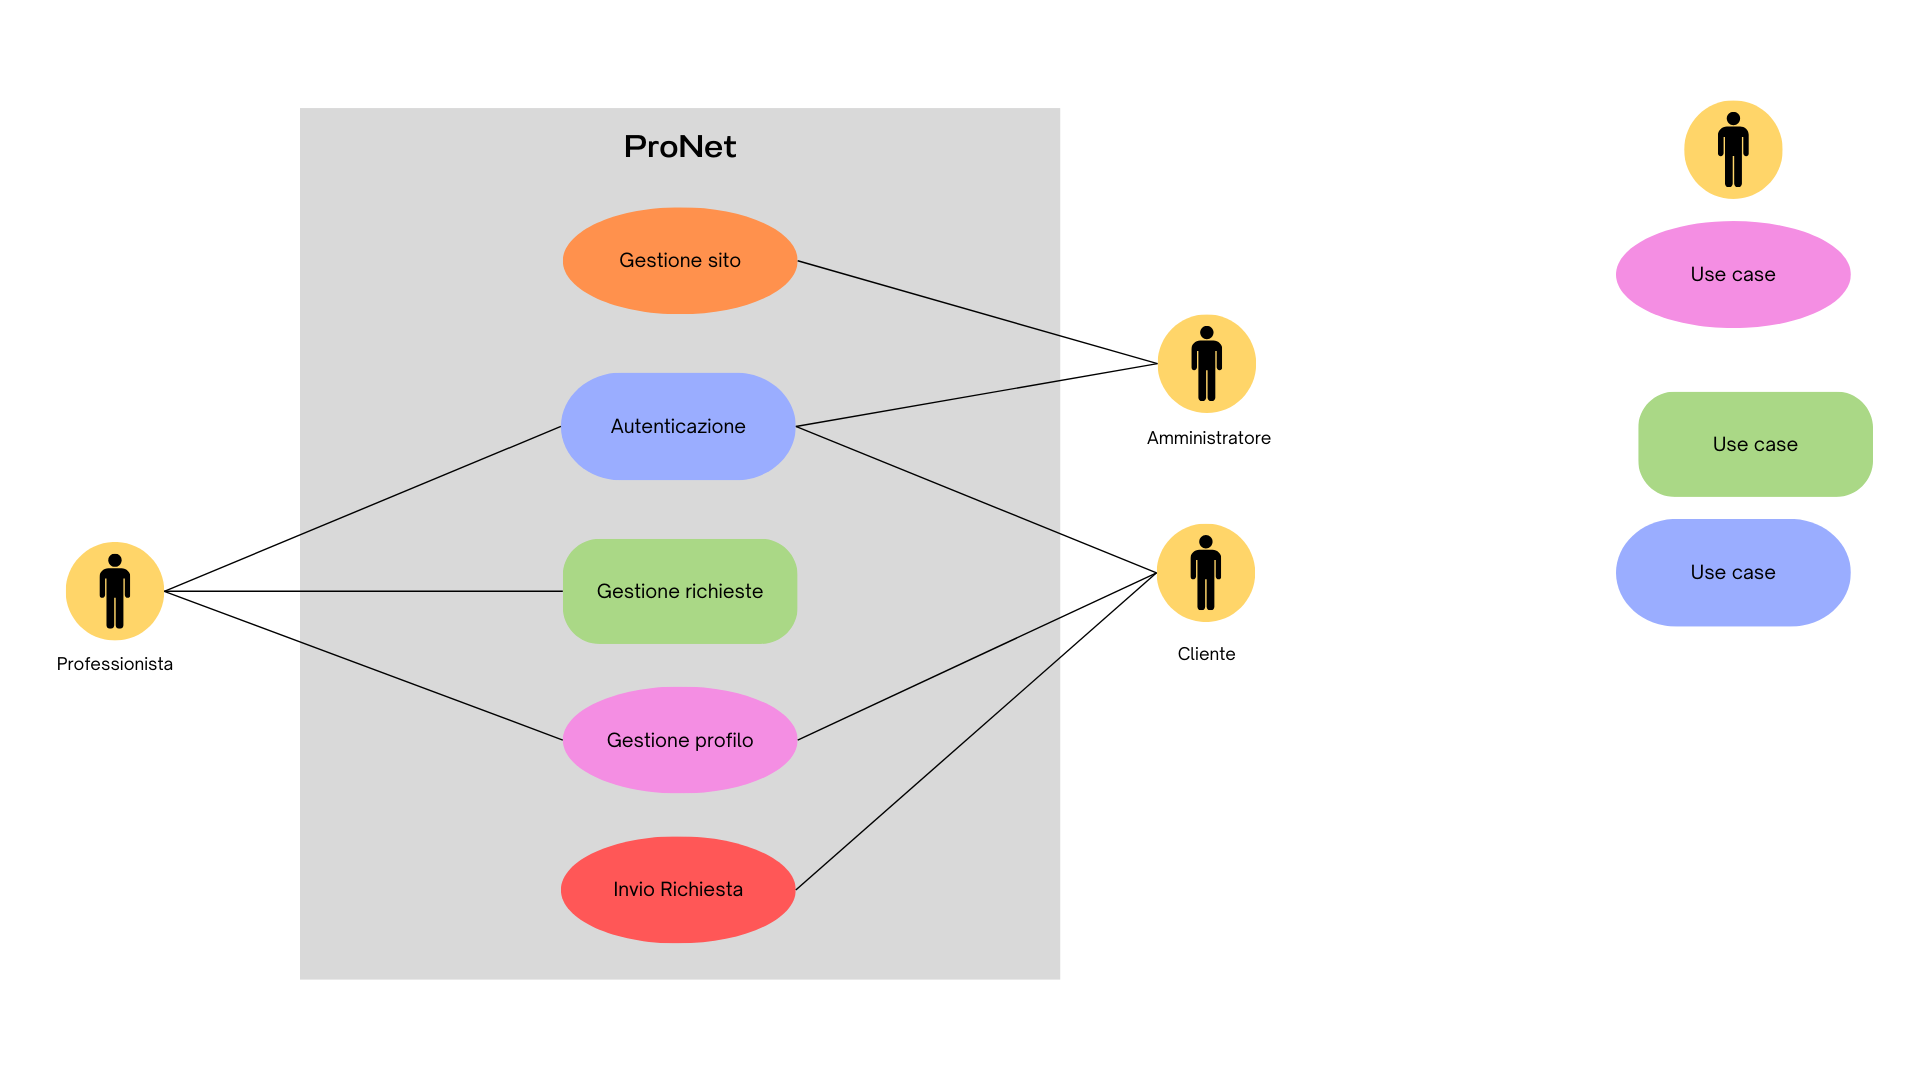 ProNet
Gestione sito
Autenticazione
Gestione richieste
Gestione profilo
Invio Richiesta
Professionista
Amministratore
Cliente
Use case
Use case
Use case